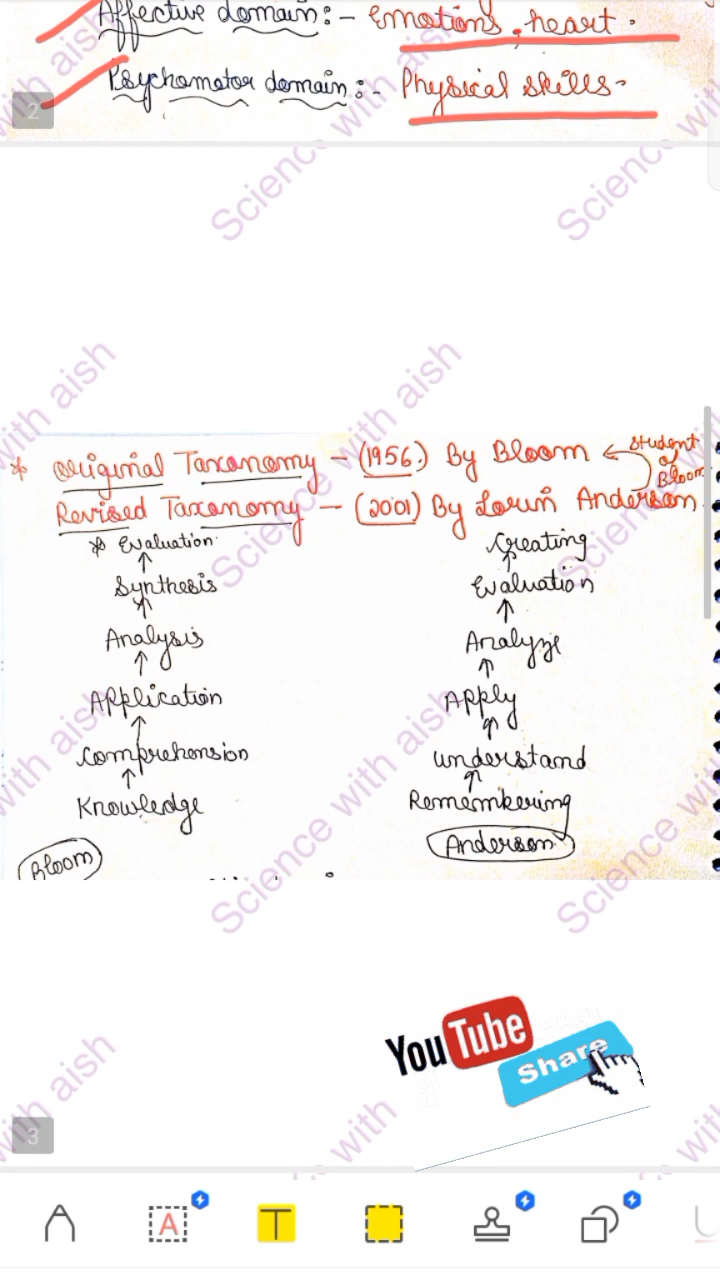 Affective domain:- Emotions, heart.
Psychomotor domain:- Physical skills-
2
* Original Taxonomy - (1956) By Bloom ← Student of Bloom
Revised Taxonomy - (2001) By Lorin Anderson.
* Evaluation
↑
Synthesis
↑
Analysis
↑
Application
↑
Comprehension
↑
Knowledge
Bloom
Creating
↑
Evaluation
↑
Analyze
↑
Apply
↑
understand
↑
Remembering
Anderson
Science with aish
YouTube
Share
3
A
T